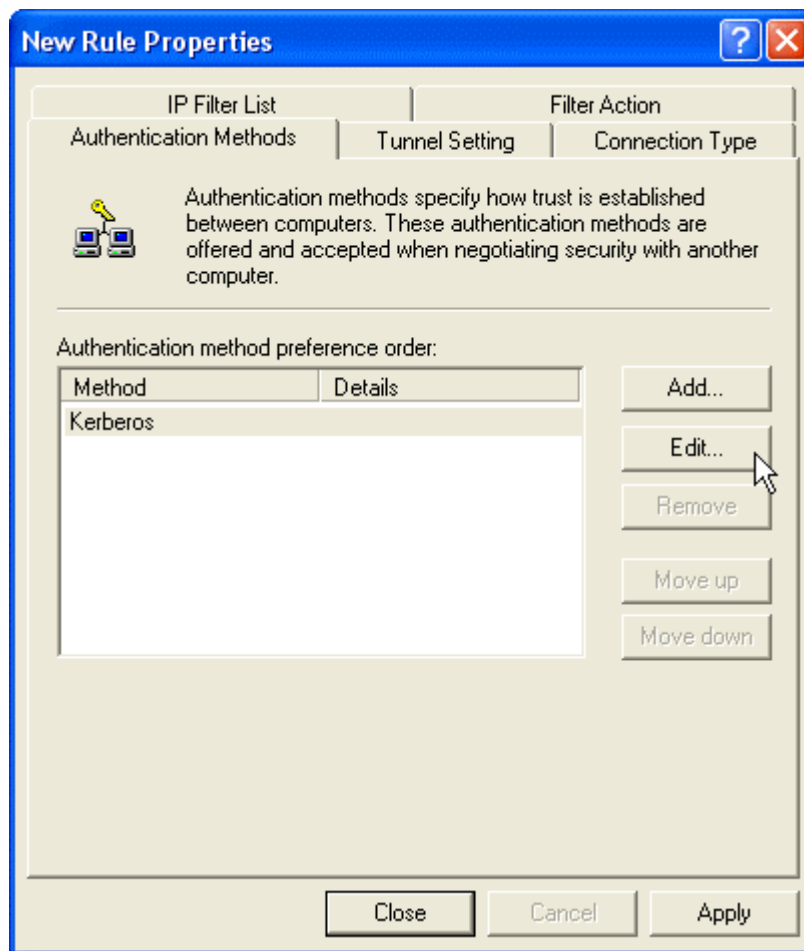 New Rule Properties
IP Filter List
Filter Action
Authentication Methods
Tunnel Setting
Connection Type
Authentication methods specify how trust is established
between computers. These authentication methods are
offered and accepted when negotiating security with another
computer.
Authentication method preference order:
Method
Details
Kerberos
Add...
Edit...
Remove
Move up
Move down
Close
Cancel
Apply